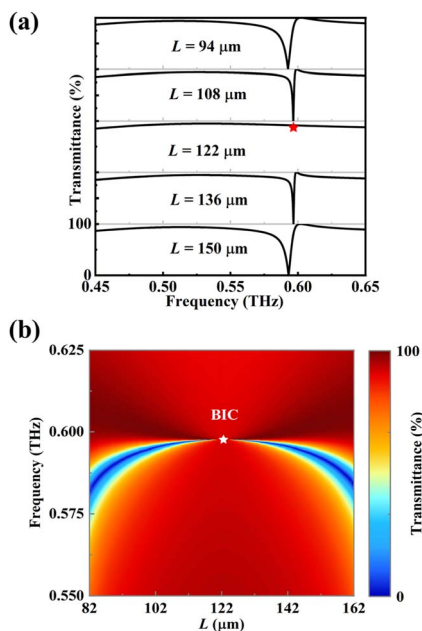 (a)
L = 94 μm
L = 108 μm
L = 122 μm
L = 136 μm
L = 150 μm
Transmittance (%)
100
0
0.45 0.50 0.55 0.60 0.65
Frequency (THz)
(b)
0.625
0.600
0.575
0.550
Frequency (THz)
BIC
82 102 122 142 162
L (μm)
100
0
Transmittance (%)